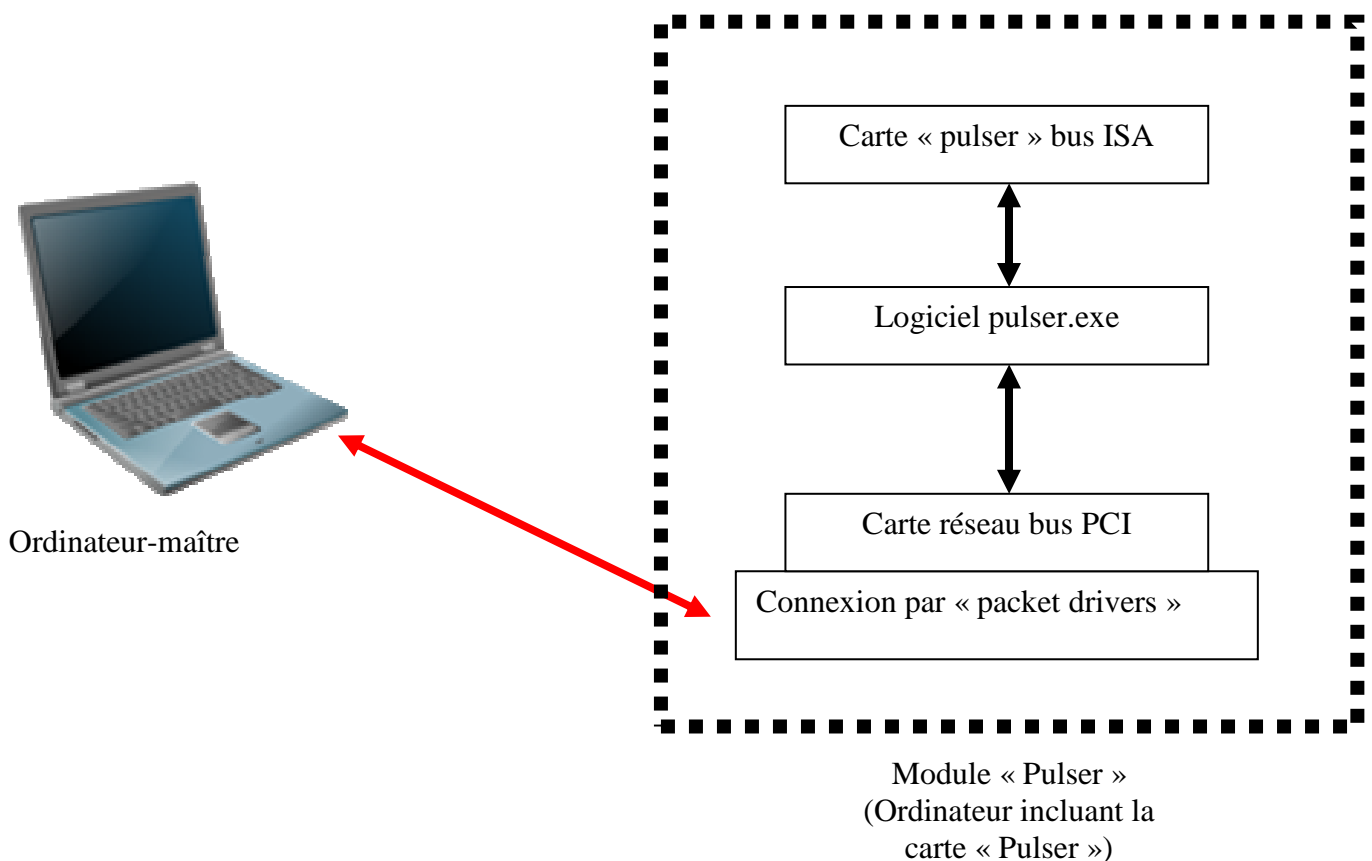 Carte « pulser » bus ISA
Logiciel pulser.exe
Carte réseau bus PCI
Connexion par « packet drivers »
Ordinateur-maître
Module « Pulser »
(Ordinateur incluant la
carte « Pulser »)